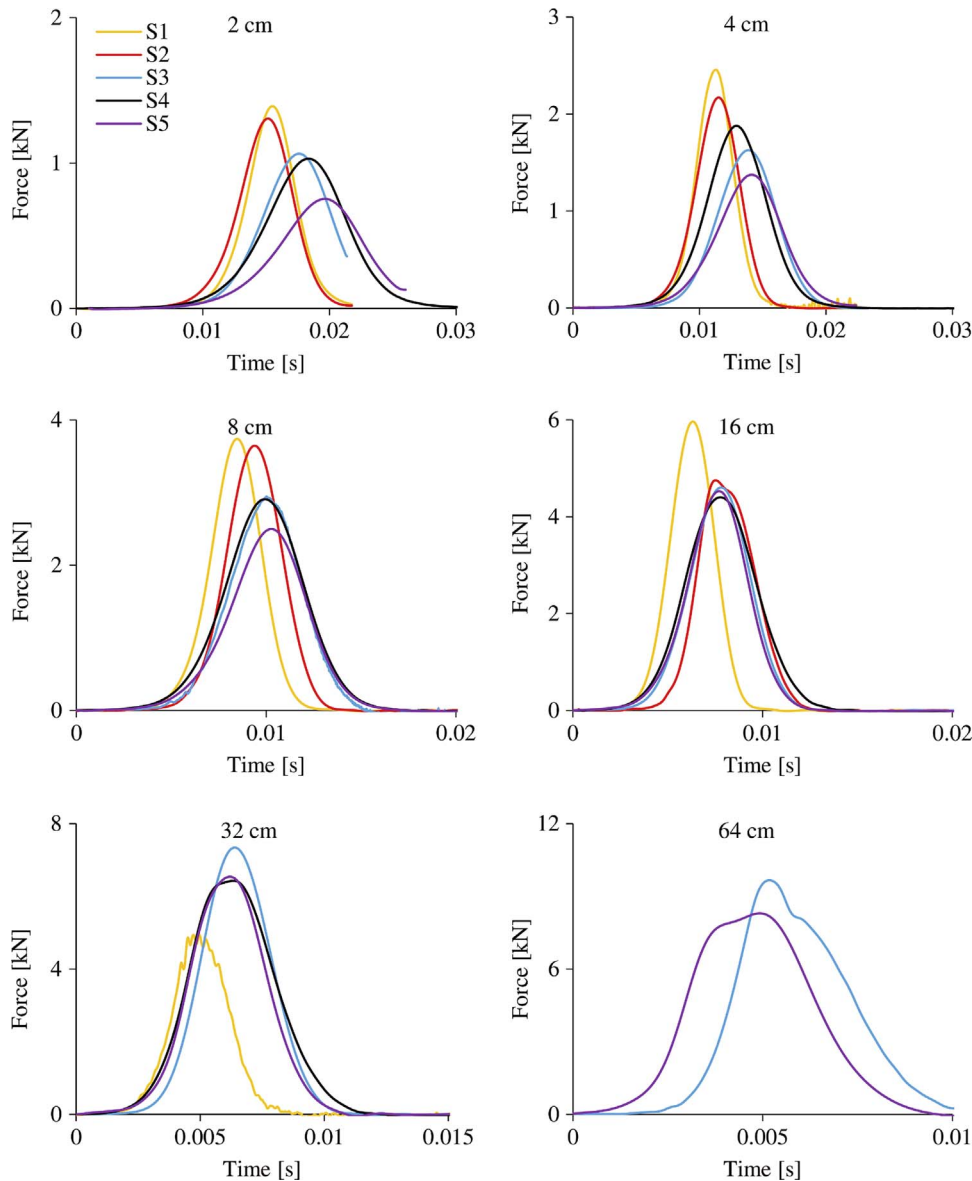 2 cm
S1
S2
S3
S4
S5
2
1
0
Force [kN]
0 0.01 0.02 0.03
Time [s]
4 cm
3
2
1
0
Force [kN]
0 0.01 0.02 0.03
Time [s]
8 cm
4
2
0
Force [kN]
0 0.01 0.02
Time [s]
16 cm
6
4
2
0
Force [kN]
0 0.01 0.02
Time [s]
32 cm
8
4
0
Force [kN]
0 0.005 0.01 0.015
Time [s]
64 cm
12
6
0
Force [kN]
0 0.005 0.01
Time [s]